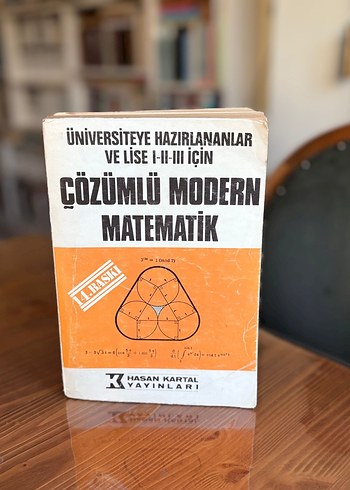 ÜNİVERSİTEYE HAZIRLANANLAR
VE LİSE I-II-III İÇİN
ÇÖZÜMLÜ MODERN
MATEMATİK
14. BASKI
HASAN KARTAL
YAYINLARI